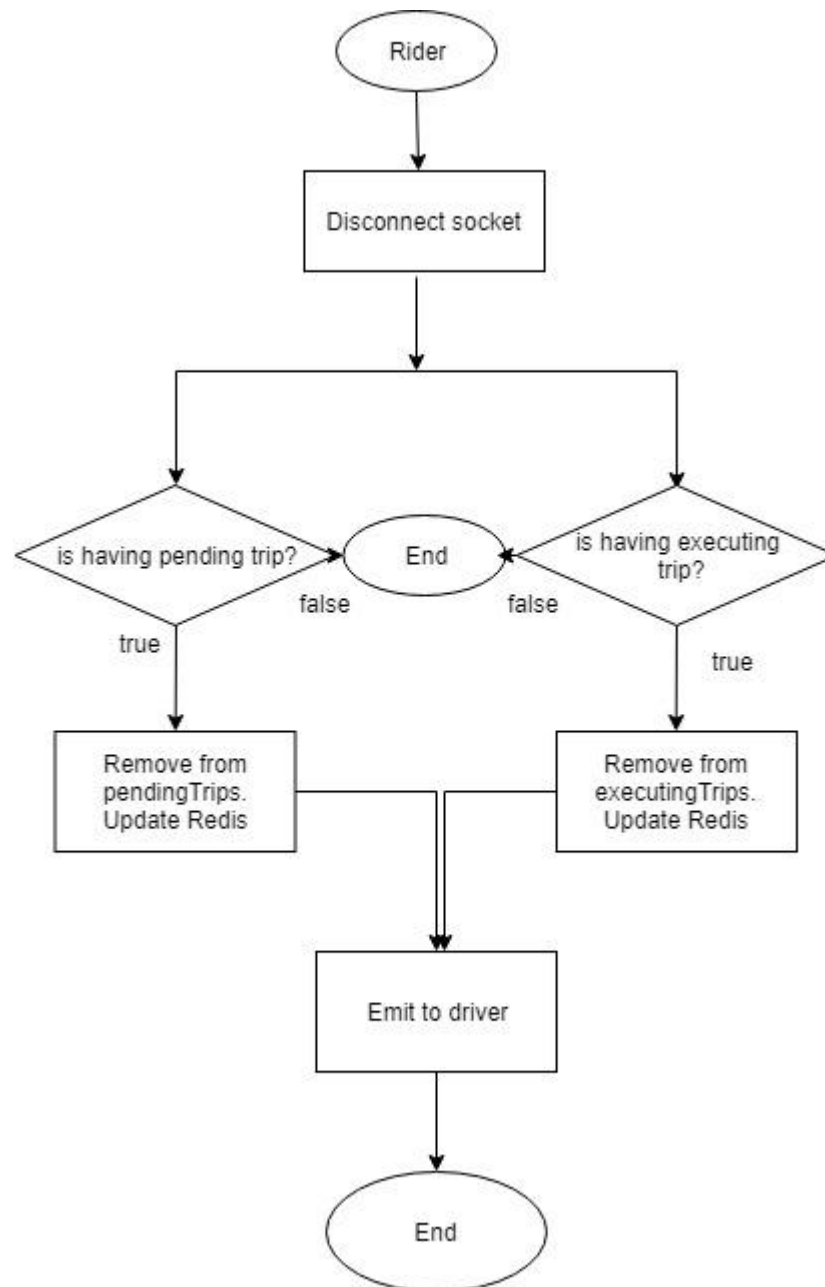 Rider
Disconnect socket
is having pending trip?
End
is having executing
trip?
false
false
true
true
Remove from
pendingTrips.
Update Redis
Remove from
executingTrips.
Update Redis
Emit to driver
End